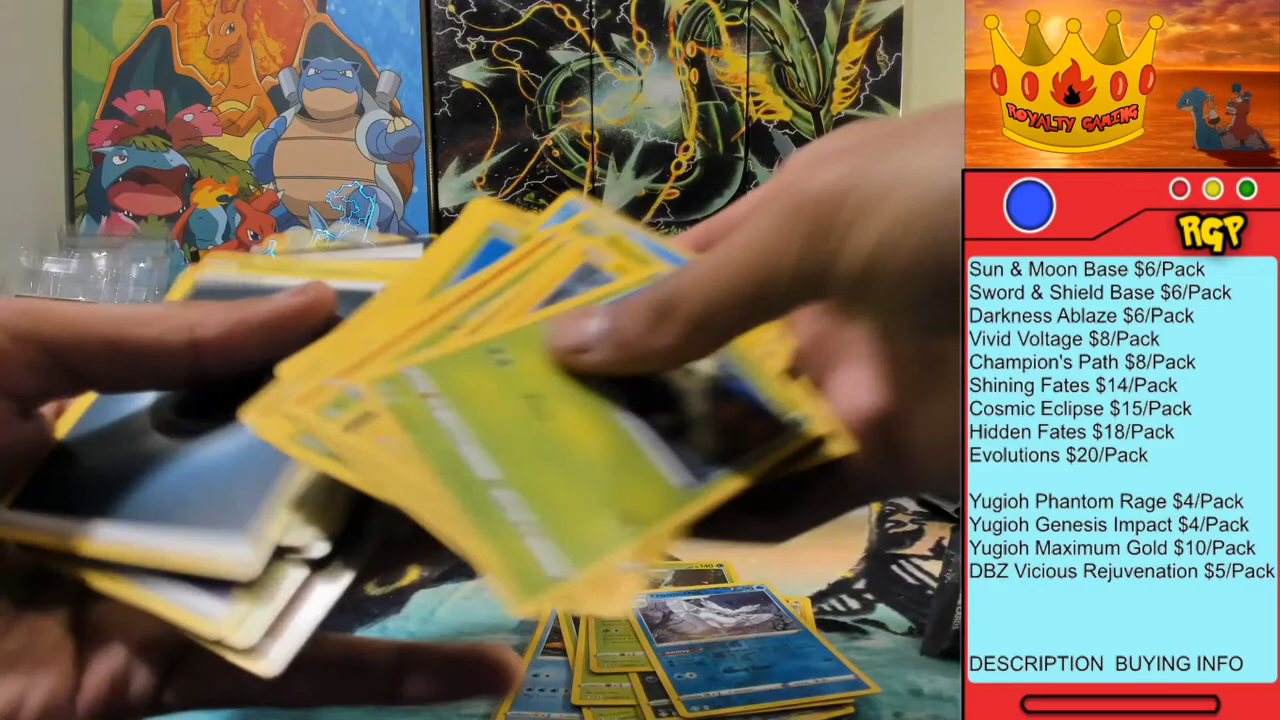 ROYALTY GAMING
RGP
Sun & Moon Base $6/Pack
Sword & Shield Base $6/Pack
Darkness Ablaze $6/Pack
Vivid Voltage $8/Pack
Champion's Path $8/Pack
Shining Fates $14/Pack
Cosmic Eclipse $15/Pack
Hidden Fates $18/Pack
Evolutions $20/Pack
Yugioh Phantom Rage $4/Pack
Yugioh Genesis Impact $4/Pack
Yugioh Maximum Gold $10/Pack
DBZ Vicious Rejuvenation $5/Pack
DESCRIPTION BUYING INFO